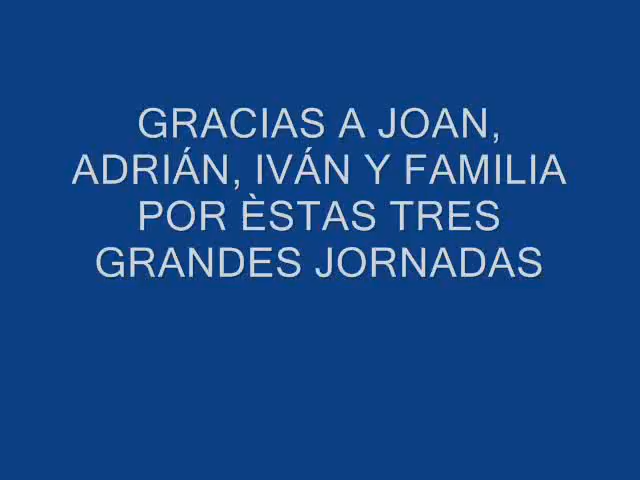 GRACIAS A JOAN,
ADRIÁN, IVÁN Y FAMILIA
POR ÈSTAS TRES
GRANDES JORNADAS